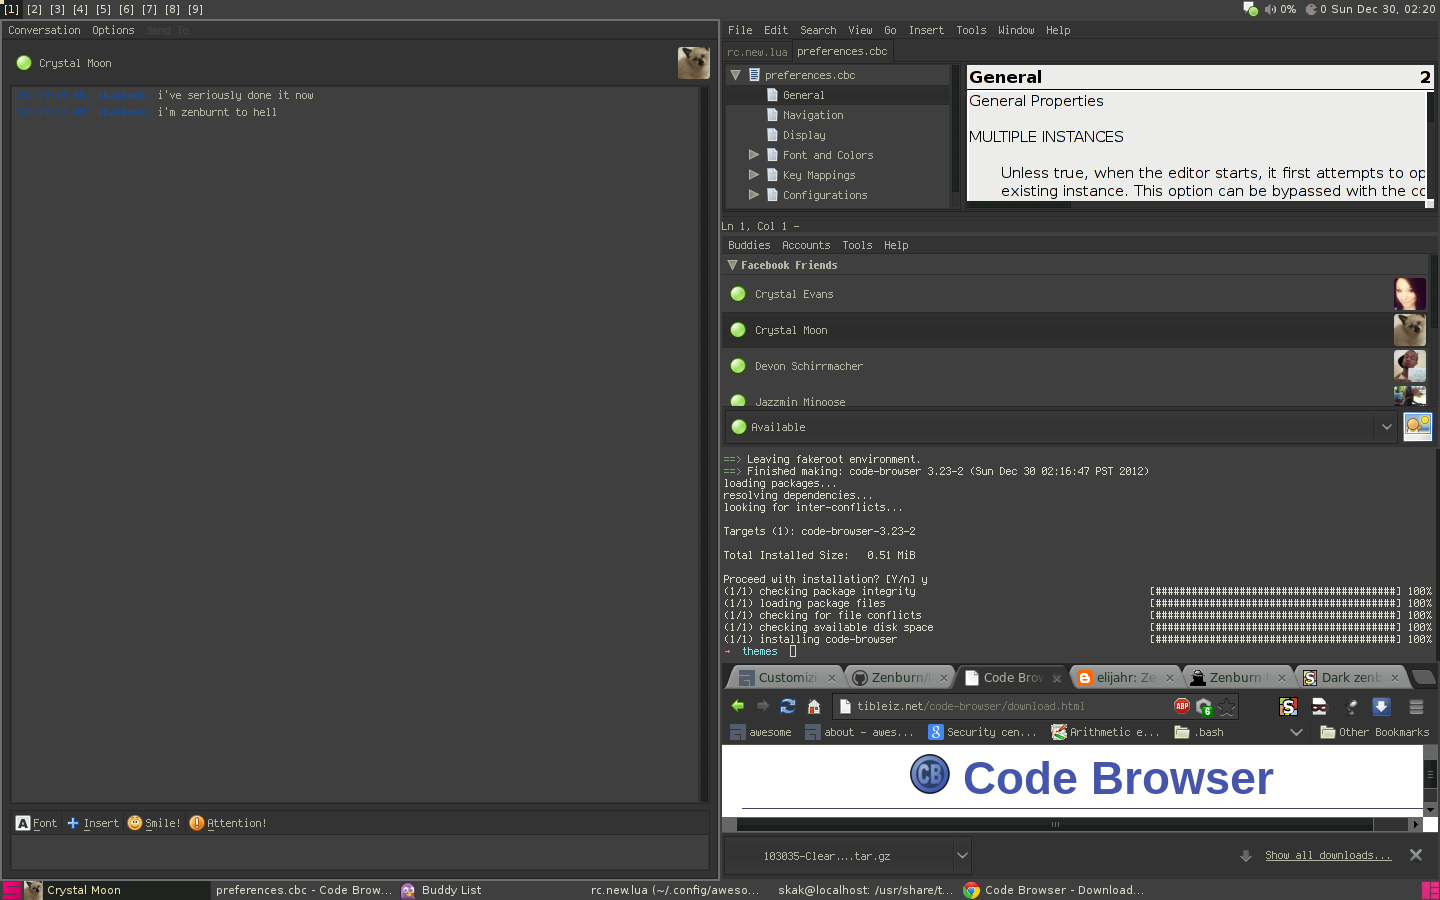 [1] [2] [3] [4] [5] [6] [7] [8] [9]
0% 0 Sun Dec 30, 02:20
Conversation Options Send To
Crystal Moon
i've seriously done it now
i'm zenburnt to hell
Font Insert Smile! Attention!
File Edit Search View Go Insert Tools Window Help
rc.new.lua preferences.cbc
preferences.cbc
General
Navigation
Display
Font and Colors
Key Mappings
Configurations
General 2
General Properties
MULTIPLE INSTANCES
Unless true, when the editor starts, it first attempts to op
existing instance. This option can be bypassed with the co
Ln 1, Col 1 -
Buddies Accounts Tools Help
Facebook Friends
Crystal Evans
Crystal Moon
Devon Schirrmacher
Jazzmin Minoose
Available
==> Leaving fakeroot environment.
==> Finished making: code-browser 3.23-2 (Sun Dec 30 02:16:47 PST 2012)
loading packages...
resolving dependencies...
looking for inter-conflicts...
Targets (1): code-browser-3.23-2
Total Installed Size: 0.51 MiB
Proceed with installation? [Y/n] y
(1/1) checking package integrity [########################################] 100%
(1/1) loading package files [########################################] 100%
(1/1) checking for file conflicts [########################################] 100%
(1/1) checking available disk space [########################################] 100%
(1/1) installing code-browser [########################################] 100%
→ themes
Customizi Zenburn/ Code Brow elijahr: Ze Zenburn Dark zenb
tibleiz.net/code-browser/download.html ABP 6
awesome about - awes... Security cen... Arithmetic e... .bash Other Bookmarks
CB Code Browser
103035-Clear....tar.gz Show all downloads...
Crystal Moon preferences.cbc - Code Brow... Buddy List rc.new.lua (~/.config/aweso... skak@localhost: /usr/share/t... Code Browser - Download...